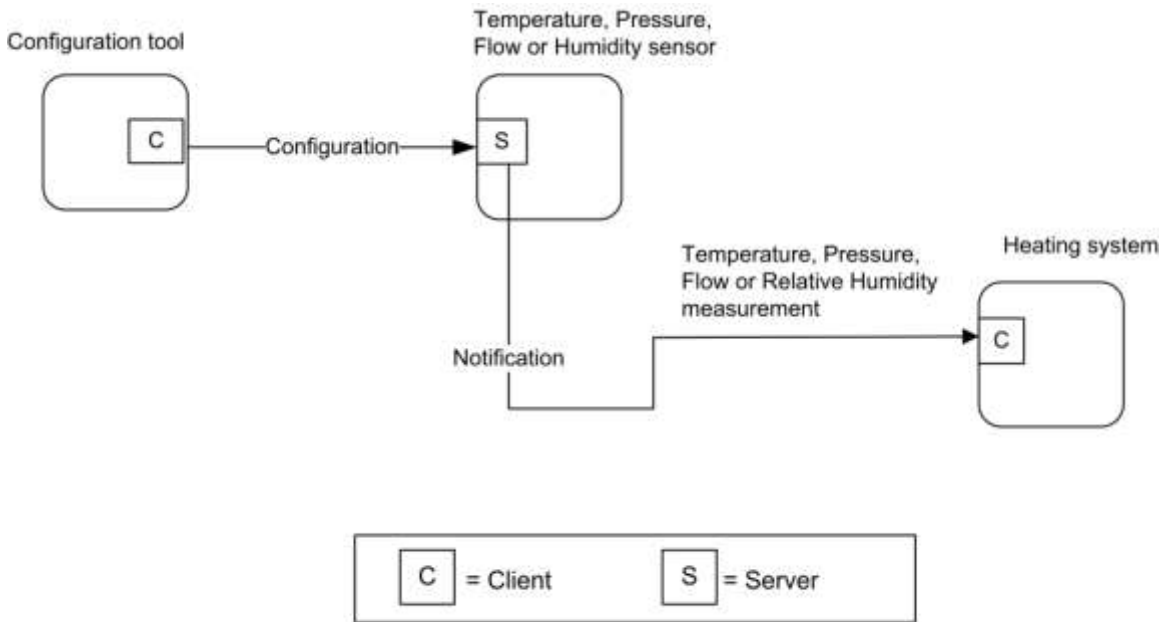 Configuration tool
Temperature, Pressure,
Flow or Humidity sensor
C
Configuration
S
Temperature, Pressure,
Flow or Relative Humidity
measurement
Heating system
C
Notification
C = Client
S = Server